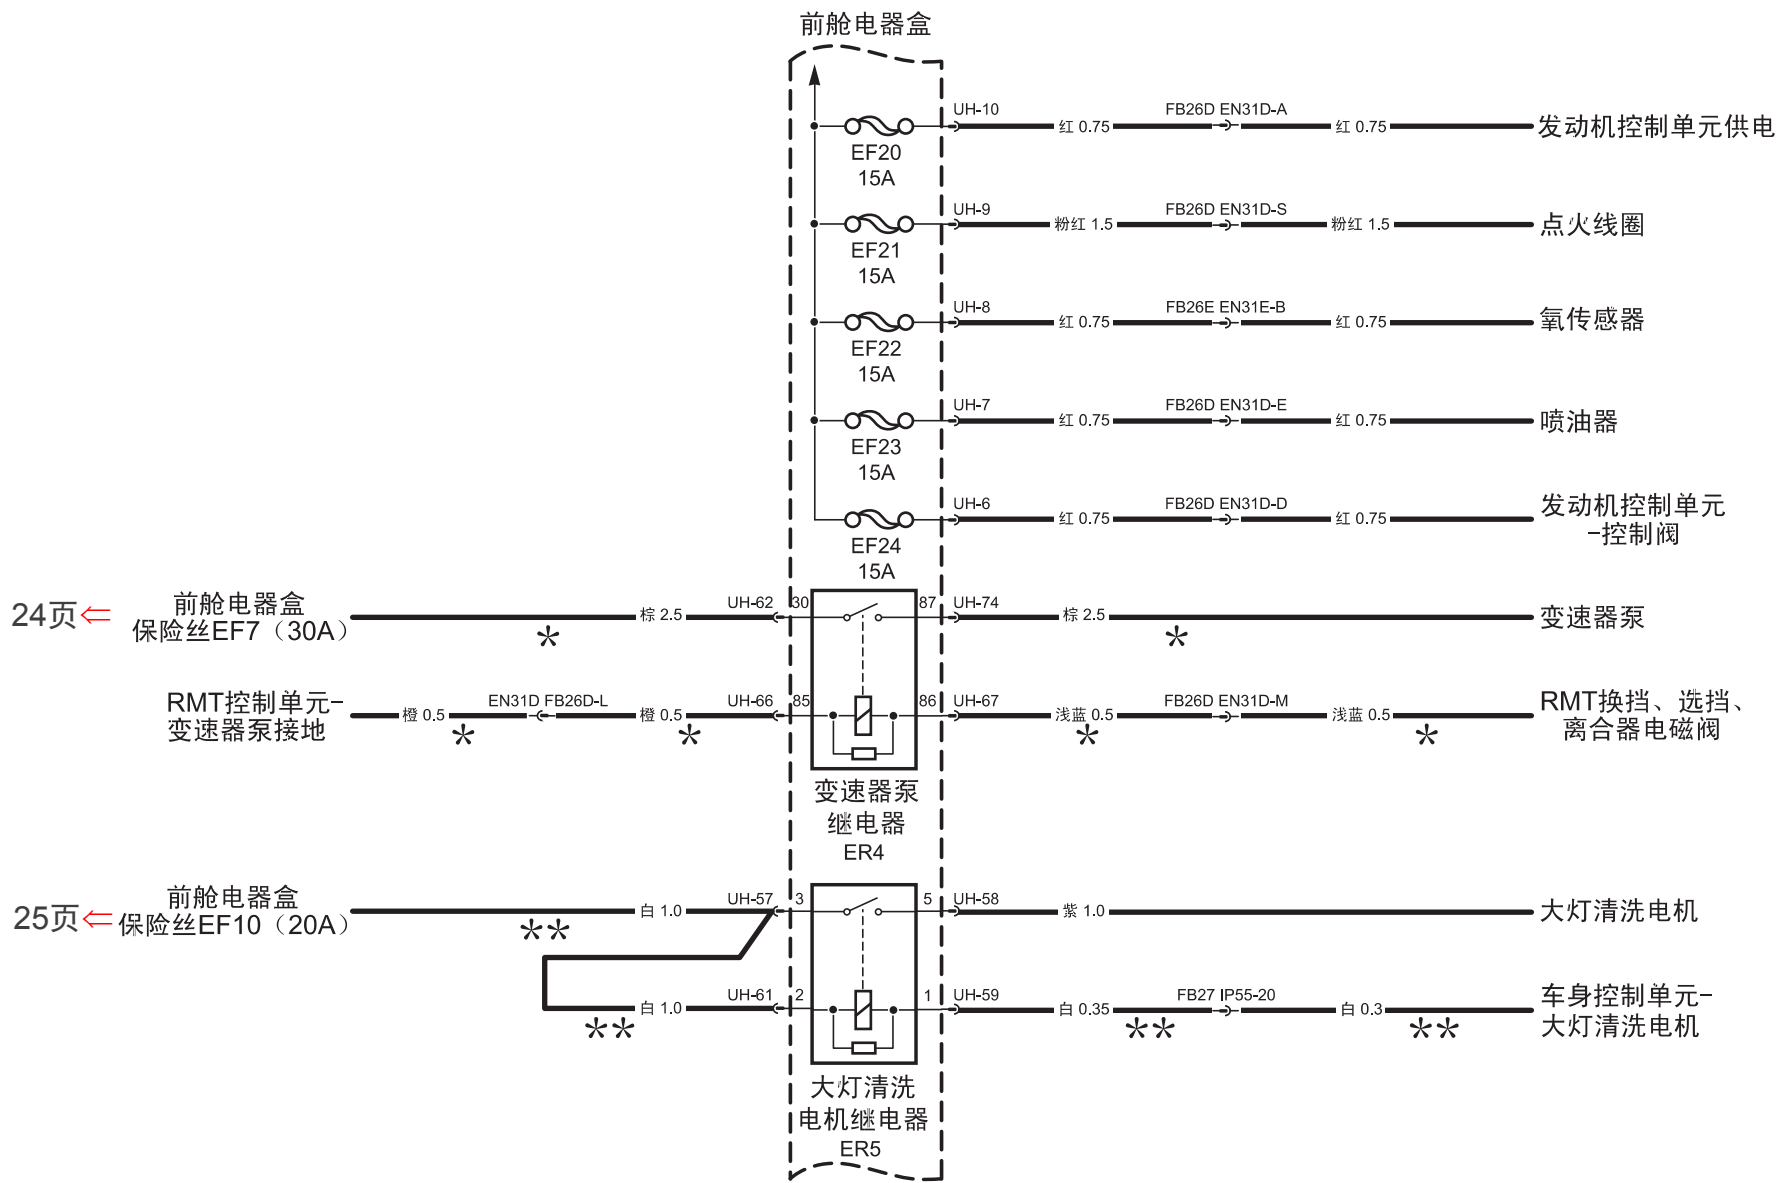 前舱电器盒
UH-10
红 0.75
FB26D EN31D-A
红 0.75
发动机控制单元供电
EF20
15A
UH-9
粉红 1.5
FB26D EN31D-S
粉红 1.5
点火线圈
EF21
15A
UH-8
红 0.75
FB26E EN31E-B
红 0.75
氧传感器
EF22
15A
UH-7
红 0.75
FB26D EN31D-E
红 0.75
喷油器
EF23
15A
UH-6
红 0.75
FB26D EN31D-D
红 0.75
发动机控制单元
-控制阀
EF24
15A
24页
前舱电器盒
保险丝EF7（30A）
*
棕 2.5
UH-62
30
87
UH-74
棕 2.5
*
变速器泵
RMT控制单元-
变速器泵接地
橙 0.5
*
EN31D FB26D-L
橙 0.5
*
UH-66
85
86
UH-67
浅蓝 0.5
*
FB26D EN31D-M
浅蓝 0.5
*
RMT换挡、选挡、
离合器电磁阀
变速器泵
继电器
ER4
25页
前舱电器盒
保险丝EF10（20A）
**
白 1.0
UH-57
3
5
UH-58
紫 1.0
大灯清洗电机
**
白 1.0
UH-61
2
1
UH-59
白 0.35
**
FB27 IP55-20
白 0.3
**
车身控制单元-
大灯清洗电机
大灯清洗
电机继电器
ER5